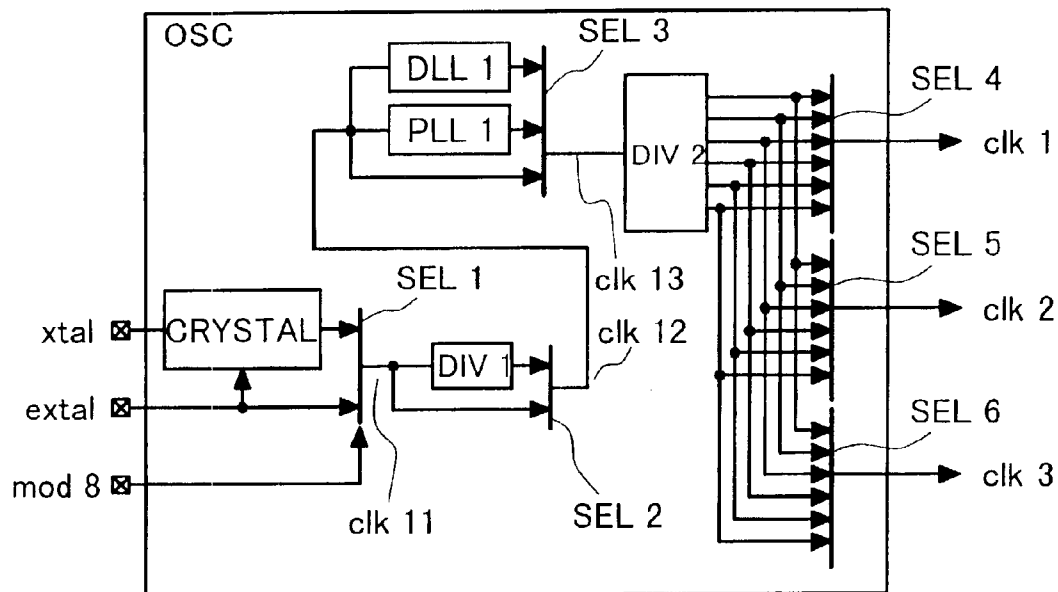 OSC
SEL 3
DLL 1
SEL 4
PLL 1
clk 1
DIV 2
SEL 5
SEL 1
clk 13
xtal
CRYSTAL
clk 12
clk 2
DIV 1
extal
SEL 6
mod 8
clk 11
SEL 2
clk 3